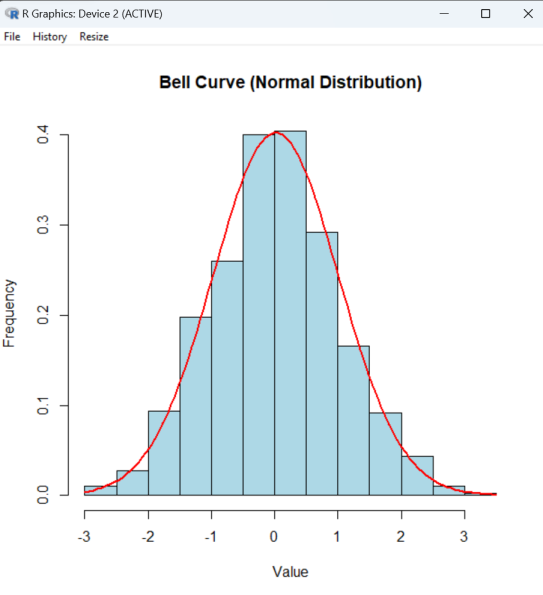 R Graphics: Device 2 (ACTIVE)
File History Resize
Bell Curve (Normal Distribution)
0.4
0.3
0.2
0.1
0.0
Frequency
-3 -2 -1 0 1 2 3
Value